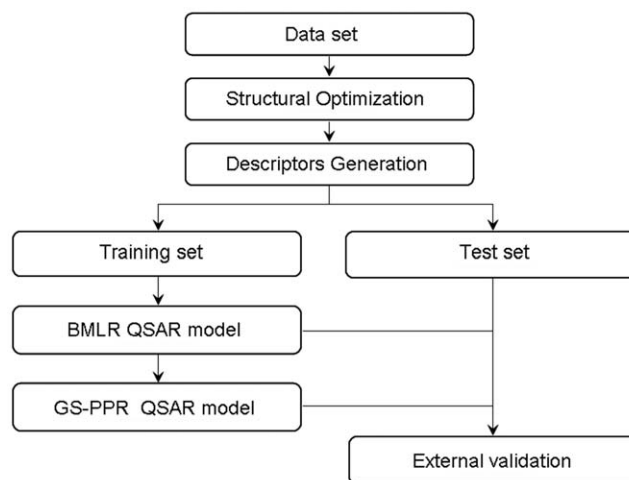 Data set
Structural Optimization
Descriptors Generation
Training set
Test set
BMLR QSAR model
GS-PPR QSAR model
External validation